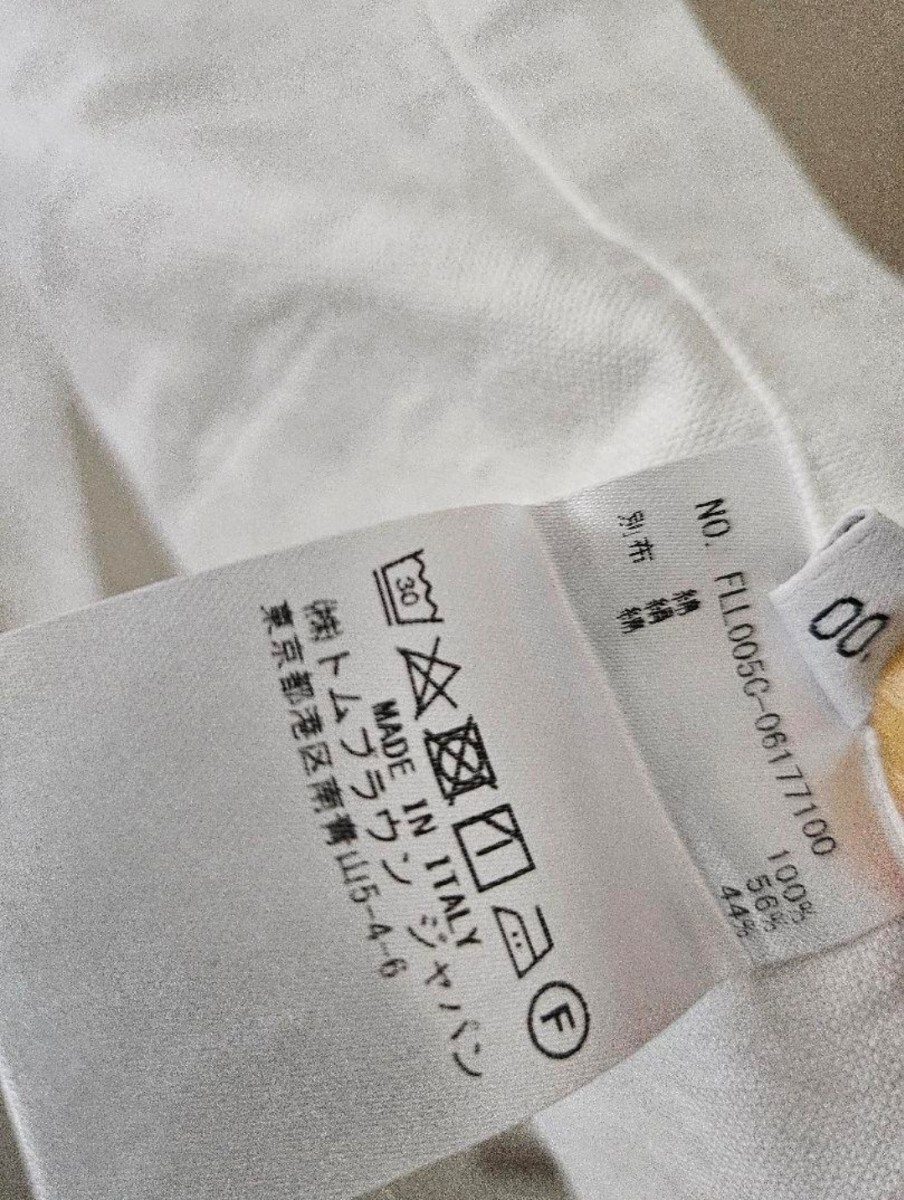 NO. FLL005C-06177100
綿 100%
別布 絹 56%
綿 44%
30
F
MADE IN ITALY
㈱トムブラウン ジャパン
東京都港区南青山5-4-6
00.